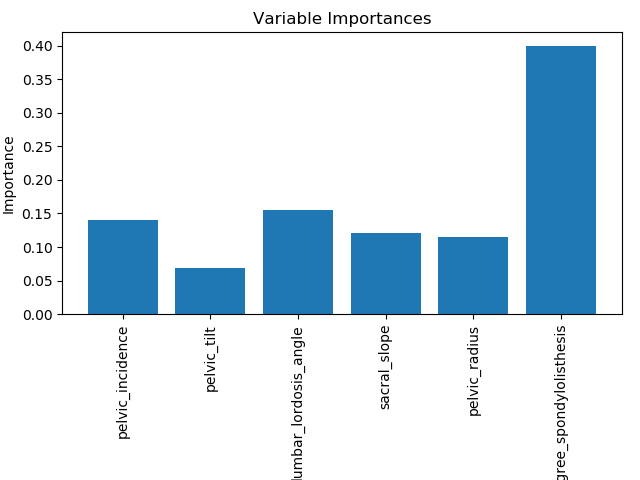 Variable Importances
Importance
0.40
0.35
0.30
0.25
0.20
0.15
0.10
0.05
0.00
pelvic_incidence
pelvic_tilt
lumbar_lordosis_angle
sacral_slope
pelvic_radius
gree_spondylolisthesis